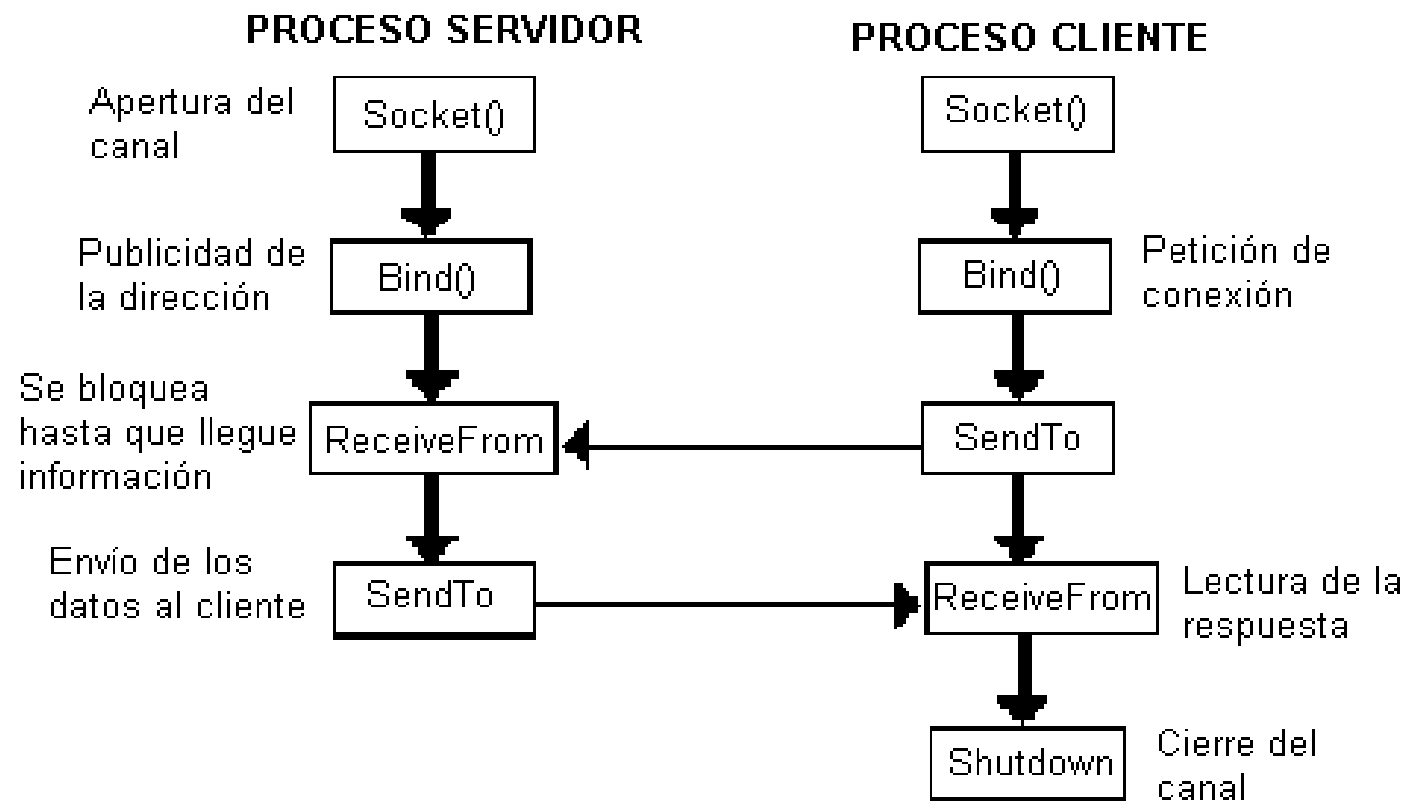 PROCESO SERVIDOR
PROCESO CLIENTE
Apertura del
canal
Socket()
Socket()
Publicidad de
la dirección
Bind()
Bind()
Petición de
conexión
Se bloquea
hasta que llegue
información
ReceiveFrom
SendTo
Envío de los
datos al cliente
SendTo
ReceiveFrom
Lectura de la
respuesta
Shutdown
Cierre del
canal